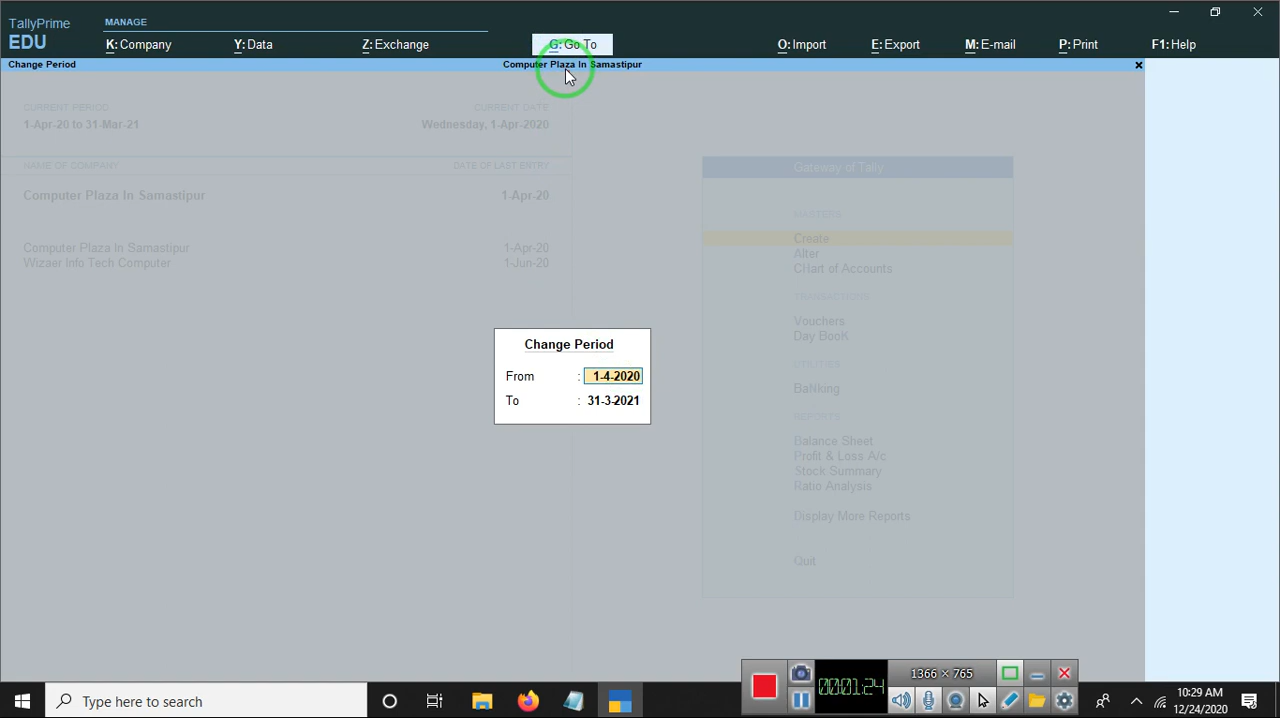 TallyPrime
EDU
MANAGE
K: Company
Y: Data
Z: Exchange
G: Go To
O: Import
E: Export
M: E-mail
P: Print
F1: Help
Change Period
Computer Plaza In Samastipur
CURRENT PERIOD
CURRENT DATE
1-Apr-20 to 31-Mar-21
Wednesday, 1-Apr-2020
NAME OF COMPANY
DATE OF LAST ENTRY
Computer Plaza In Samastipur
1-Apr-20
Computer Plaza In Samastipur
1-Apr-20
Wizaer Info Tech Computer
1-Jun-20
Gateway of Tally
MASTERS
Create
Alter
CHart of Accounts
TRANSACTIONS
Vouchers
Day BooK
UTILITIES
BaNking
REPORTS
Balance Sheet
Profit & Loss A/c
Stock Summary
Ratio Analysis
Display More Reports
Quit
Change Period
From : 1-4-2020
To : 31-3-2021
00:01:24
1366 × 765
Type here to search
10:29 AM
12/24/2020